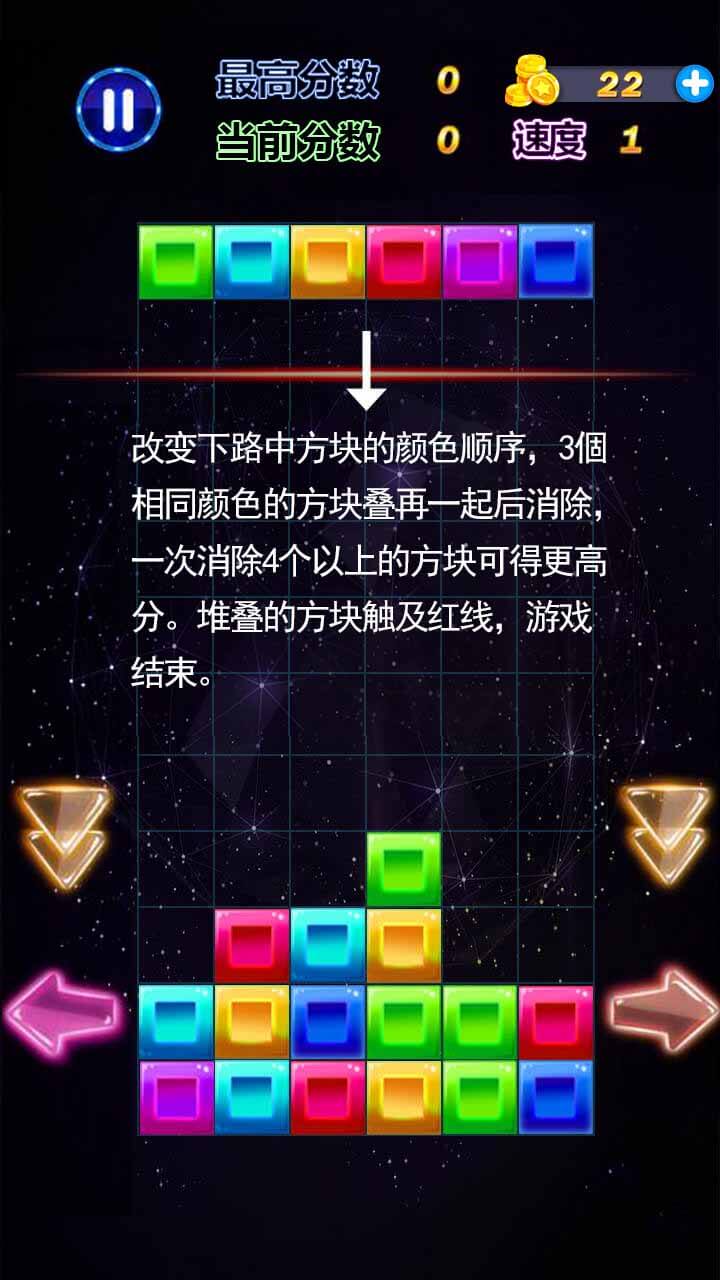 最高分数 0 22
当前分数 0 速度 1
改变下路中方块的颜色顺序，3個
相同颜色的方块叠再一起后消除，
一次消除4个以上的方块可得更高
分。堆叠的方块触及红线，游戏
结束。